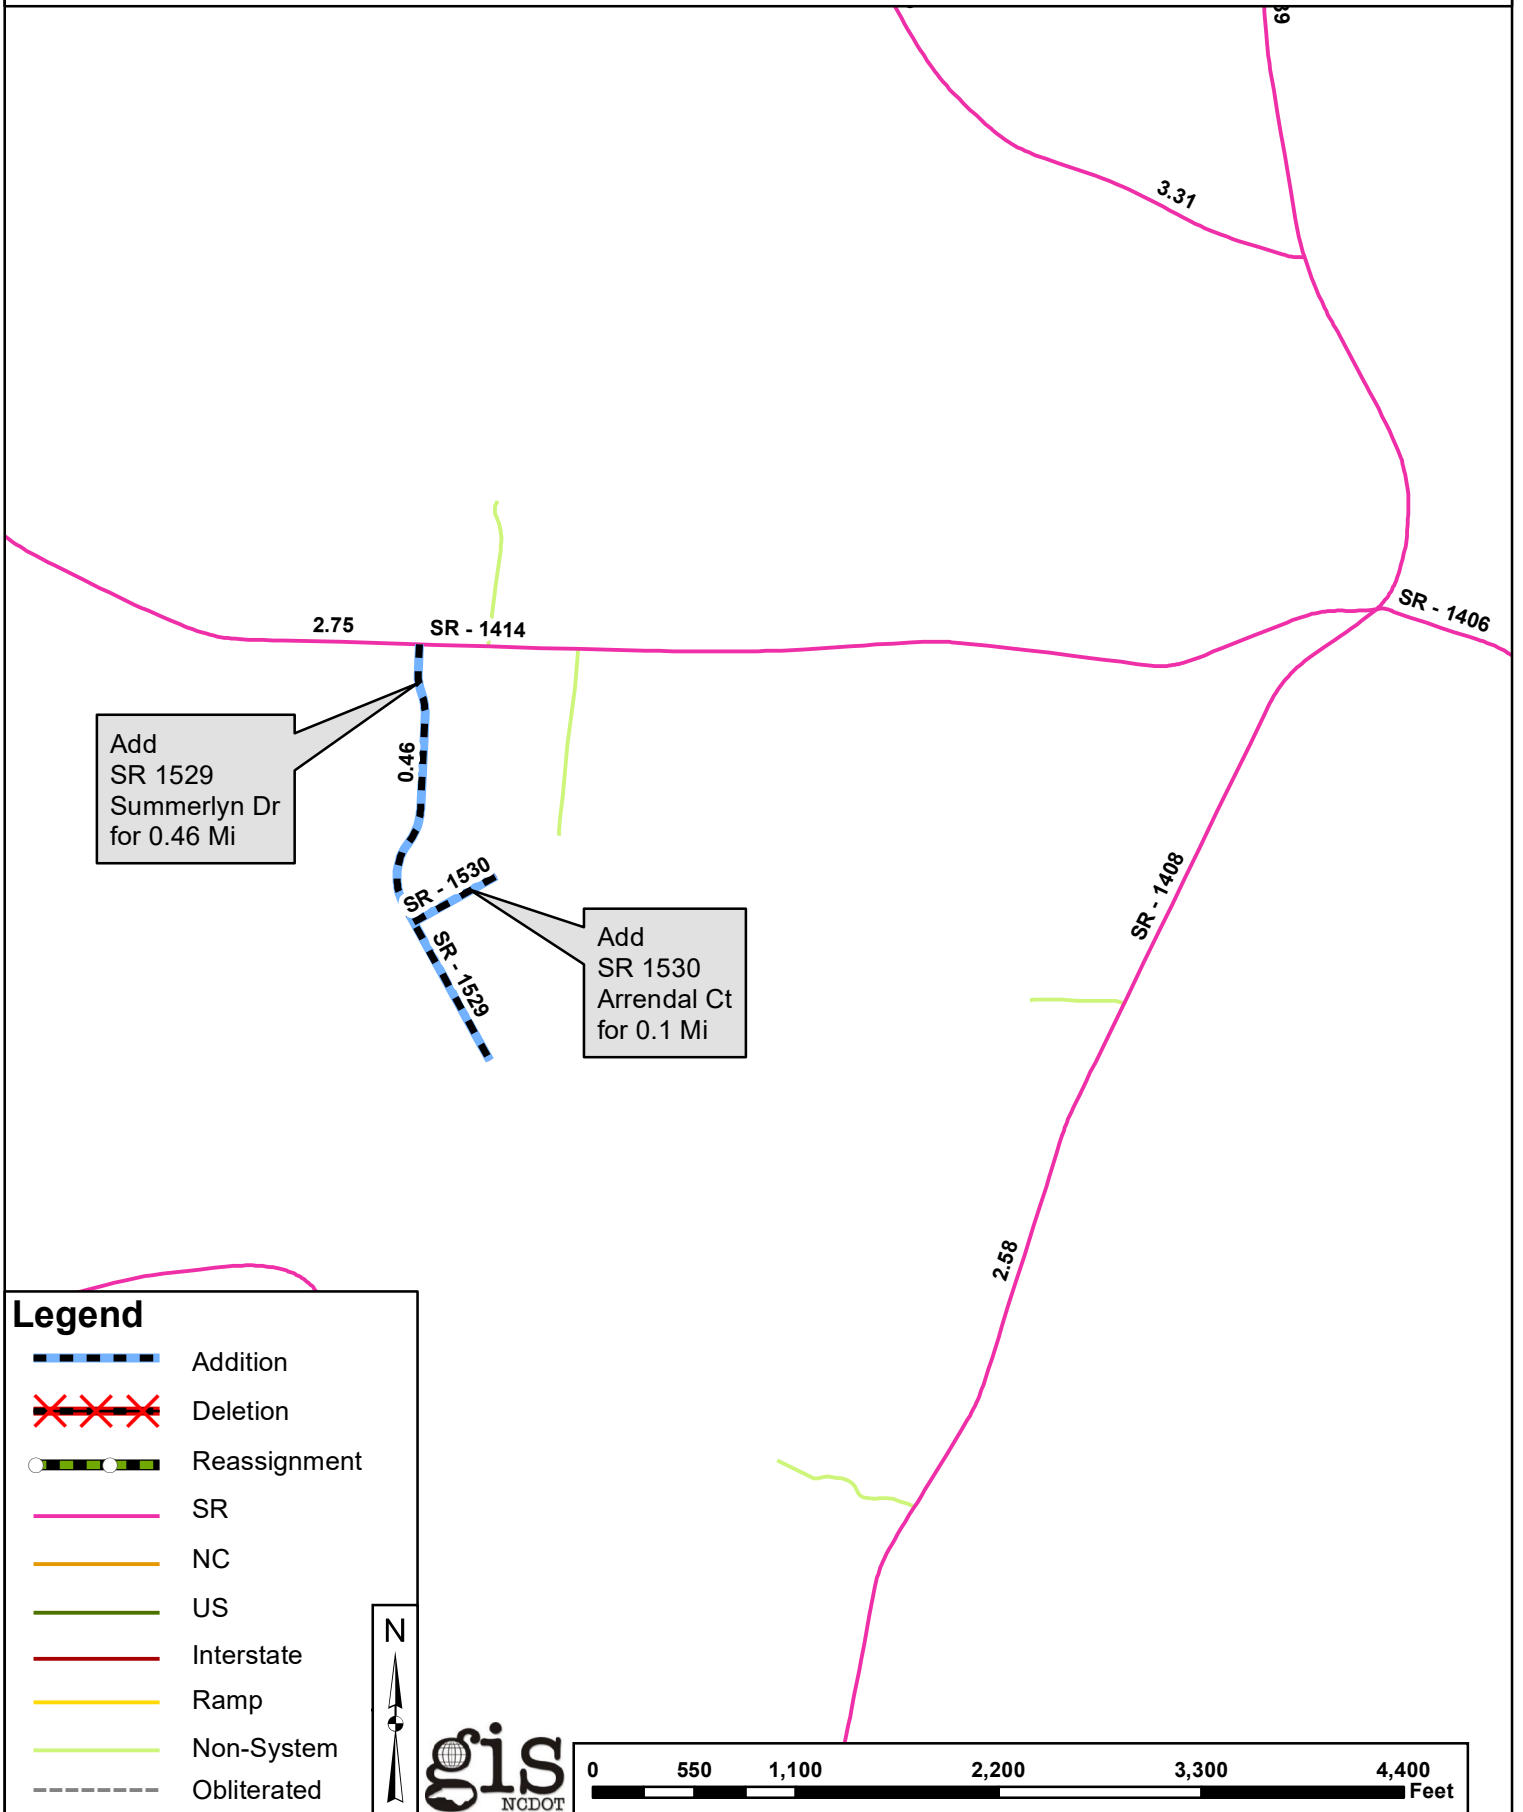 3.31
SR - 1406
2.75
SR - 1414
Add
SR 1529
Summerlyn Dr
for 0.46 Mi
0.46
SR - 1530
SR - 1529
Add
SR 1530
Arrendal Ct
for 0.1 Mi
SR - 1408
2.58
Legend
Addition
Deletion
Reassignment
SR
NC
US
Interstate
Ramp
Non-System
Obliterated
N
gis
NCDOT
0 550 1,100 2,200 3,300 4,400
Feet